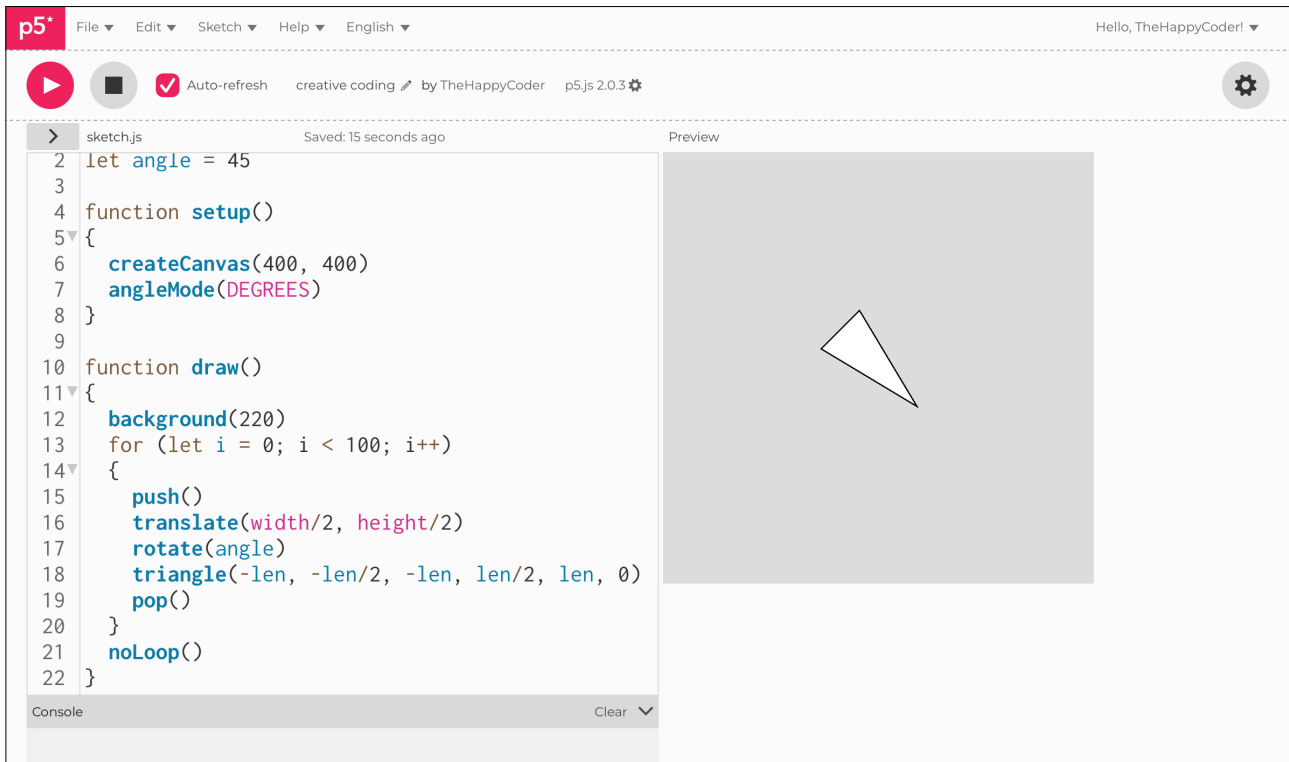 p5* File Edit Sketch Help English Hello, TheHappyCoder!
Auto-refresh creative coding by TheHappyCoder p5.js 2.0.3
sketch.js Saved: 15 seconds ago Preview
2 let angle = 45
3
4 function setup()
5 {
6   createCanvas(400, 400)
7   angleMode(DEGREES)
8 }
9
10 function draw()
11 {
12   background(220)
13   for (let i = 0; i < 100; i++)
14   {
15     push()
16     translate(width/2, height/2)
17     rotate(angle)
18     triangle(-len, -len/2, -len, len/2, len, 0)
19     pop()
20   }
21   noLoop()
22 }
Console Clear